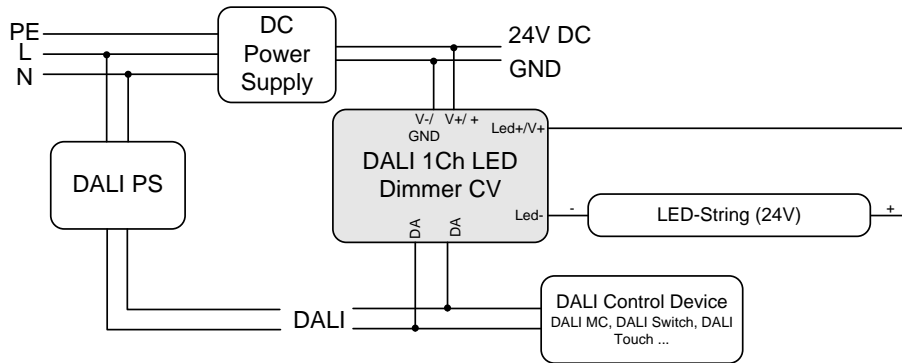 PE
L
N
DC
Power
Supply
24V DC
GND
V-/
GND
V+/ +
Led+/V+
DALI 1Ch LED
Dimmer CV
Led-
DA
DA
-
LED-String (24V)
+
DALI PS
DALI
DALI Control Device
DALI MC, DALI Switch, DALI
Touch ...